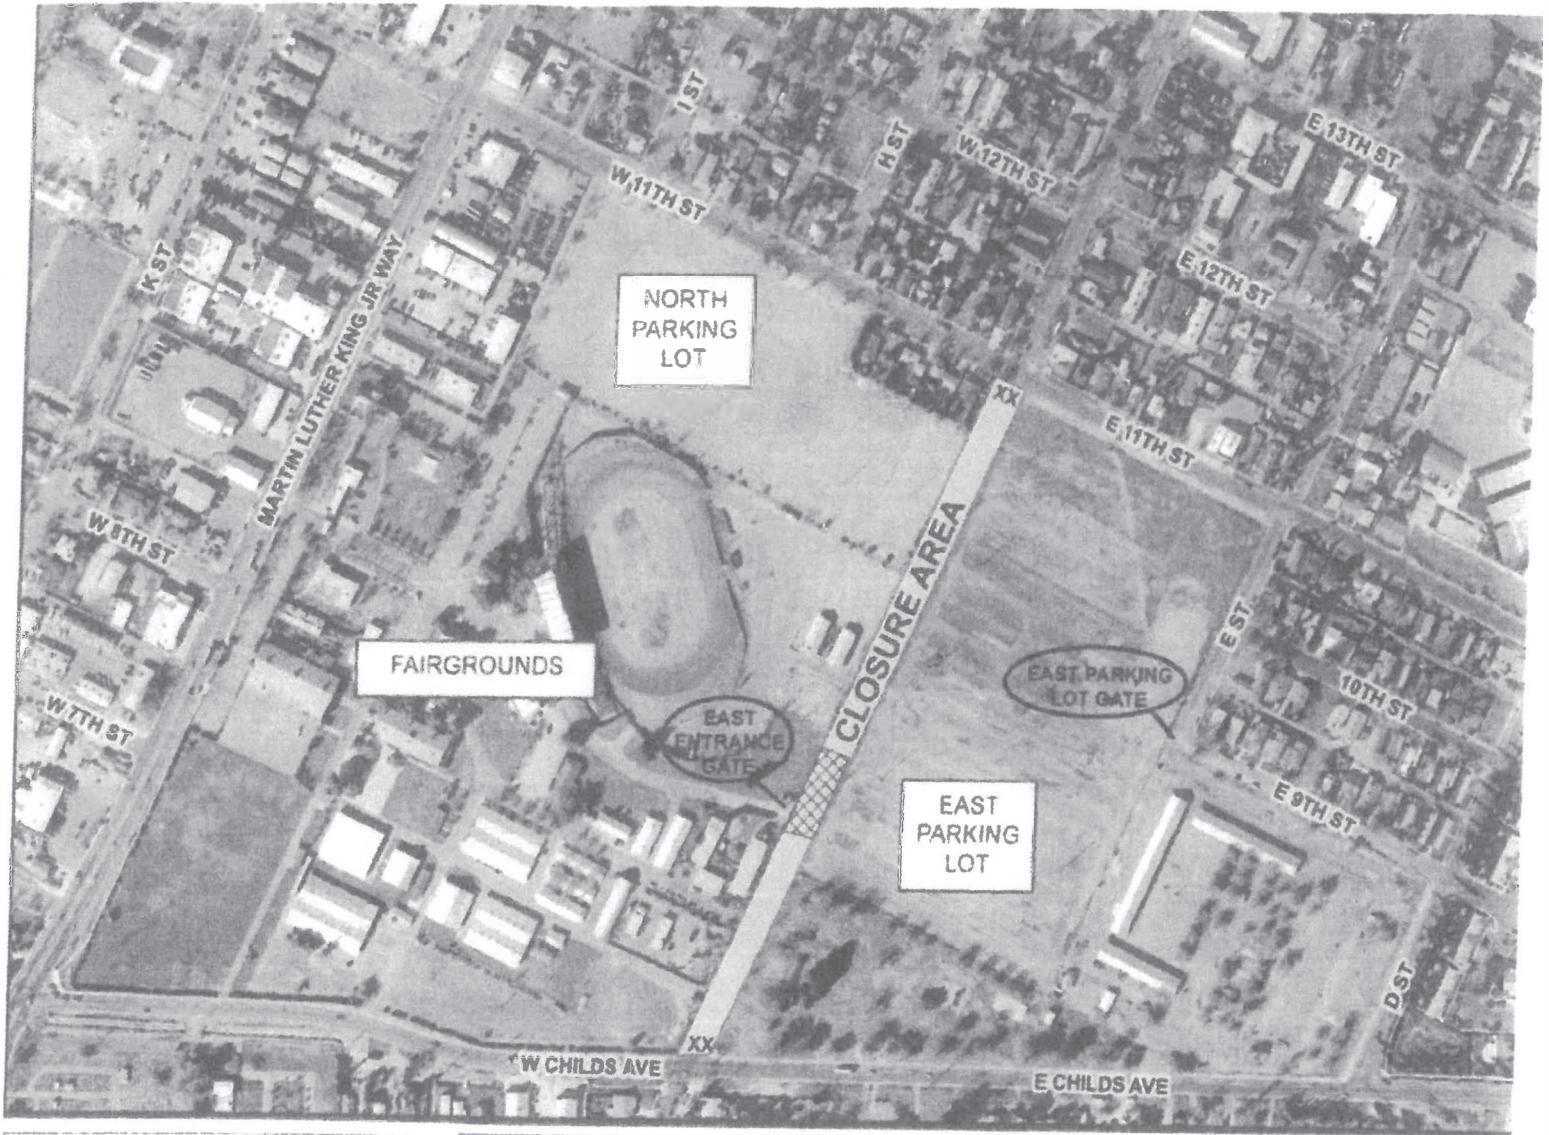 I ST
H ST
W 12TH ST
E 13TH ST
W 11TH ST
K ST
MARTIN LUTHER KING JR WAY
E 12TH ST
NORTH
PARKING
LOT
XX
E 11TH ST
W 8TH ST
CLOSURE AREA
E ST
FAIRGROUNDS
EAST PARKING
LOT GATE
10TH ST
W 7TH ST
EAST
ENTRANCE
GATE
EAST
PARKING
LOT
E 9TH ST
D ST
XX
W CHILDS AVE
E CHILDS AVE